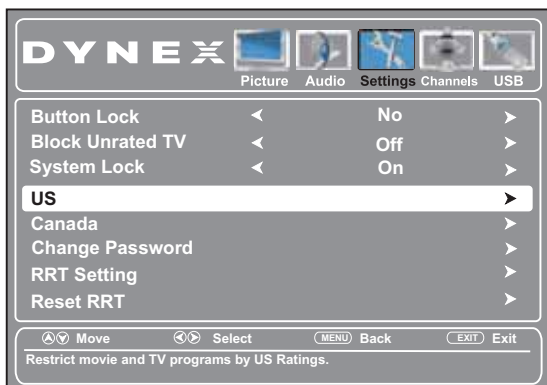 DYNEX
Picture Audio Settings Channels USB
Button Lock No
Block Unrated TV Off
System Lock On
US
Canada
Change Password
RRT Setting
Reset RRT
Move Select MENU Back EXIT Exit
Restrict movie and TV programs by US Ratings.